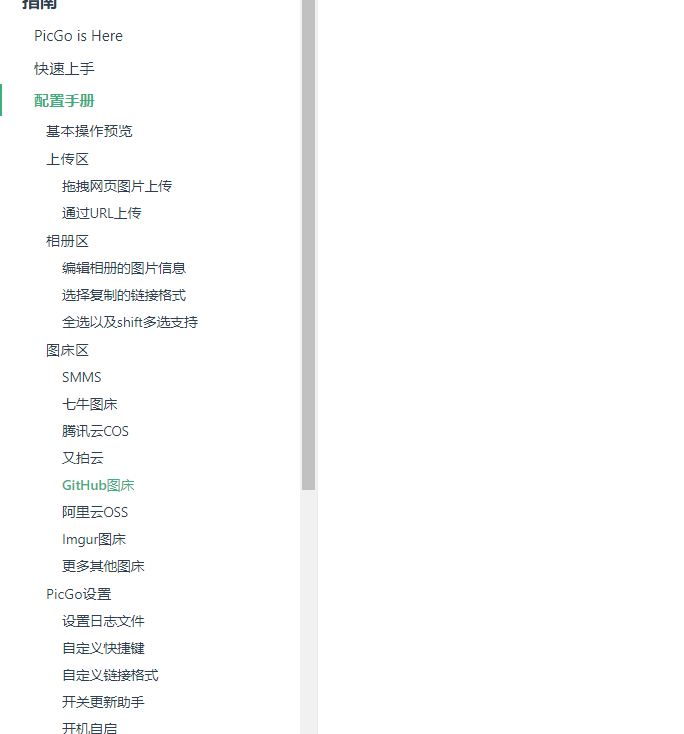 指南
PicGo is Here
快速上手
配置手册
基本操作预览
上传区
拖拽网页图片上传
通过URL上传
相册区
编辑相册的图片信息
选择复制的链接格式
全选以及shift多选支持
图床区
SMMS
七牛图床
腾讯云COS
又拍云
GitHub图床
阿里云OSS
Imgur图床
更多其他图床
PicGo设置
设置日志文件
自定义快捷键
自定义链接格式
开关更新助手
开机自启